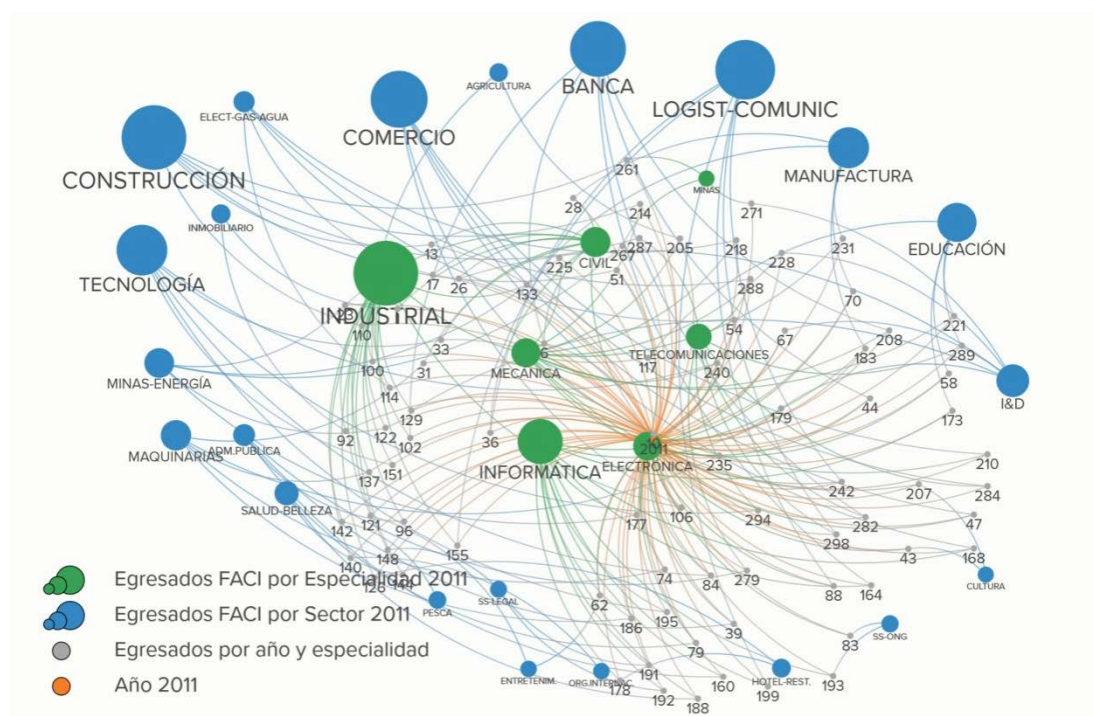 BANCA
AGRICULTURA
LOGIST-COMUNIC
ELECT-GAS-AGUA
COMERCIO
CONSTRUCCIÓN
MANUFACTURA
261
MINAS
28
214
271
INMOBILIARIO
EDUCACIÓN
13
287
205
218
231
267
228
CIVIL
225
TECNOLOGÍA
17
26
51
288
133
70
INDUSTRIAL
221
54
110
67
208
33
6
TELECOMUNICACIONES
183
289
100
31
MECÁNICA
117
240
58
MINAS-ENERGÍA
I&D
114
44
129
179
173
122
92
102
36
2011
MAQUINARIAS
ADM.PÚBLICA
INFORMÁTICA
ELECTRÓNICA
235
210
151
137
242
207
284
SALUD-BELLEZA
106
177
294
47
121
142
96
282
298
155
43
168
148
140
Egresados FACI por Especialidad 2011
126
144
74
84
279
88
164
CULTURA
SS-LEGAL
62
PESCA
Egresados FACI por Sector 2011
186
195
39
83
SS-ONG
Egresados por año y especialidad
79
191
ENTRETENIM.
ORG.INTERNAC.
HOTEL-REST.
193
178
160
Año 2011
192
199
188